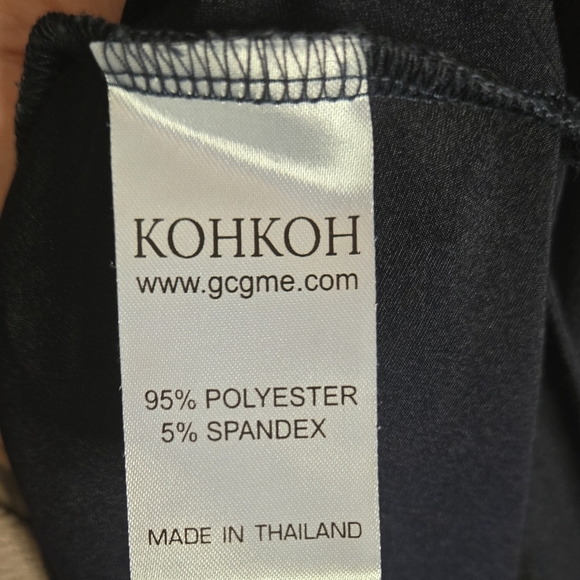 KOHKOH
www.gcgme.com
95% POLYESTER
5% SPANDEX
MADE IN THAILAND